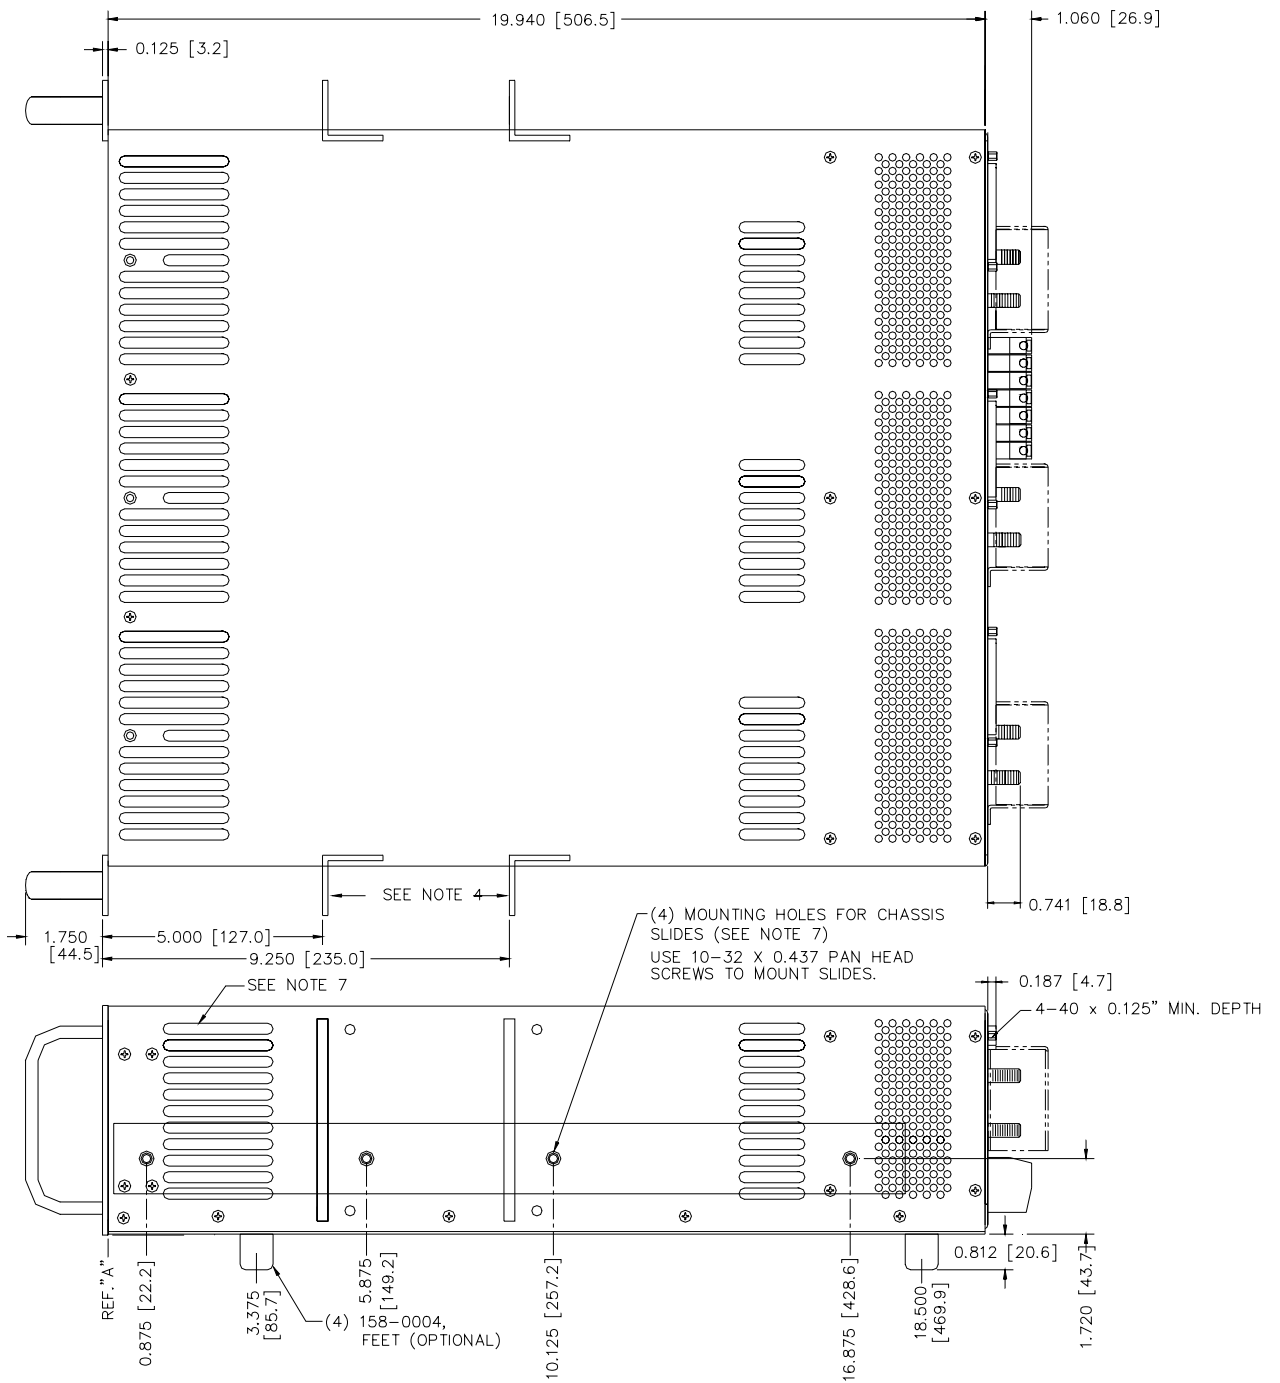 19.940 [506.5]
1.060 [26.9]
0.125 [3.2]
SEE NOTE 4
0.741 [18.8]
1.750
[44.5]
5.000 [127.0]
9.250 [235.0]
(4) MOUNTING HOLES FOR CHASSIS
SLIDES (SEE NOTE 7)
USE 10-32 X 0.437 PAN HEAD
SCREWS TO MOUNT SLIDES.
SEE NOTE 7
0.187 [4.7]
4-40 x 0.125" MIN. DEPTH
REF."A"
0.875 [22.2]
3.375
[85.7]
(4) 158-0004,
FEET (OPTIONAL)
5.875
[149.2]
10.125 [257.2]
16.875 [428.6]
18.500
[469.9]
0.812 [20.6]
1.720 [43.7]